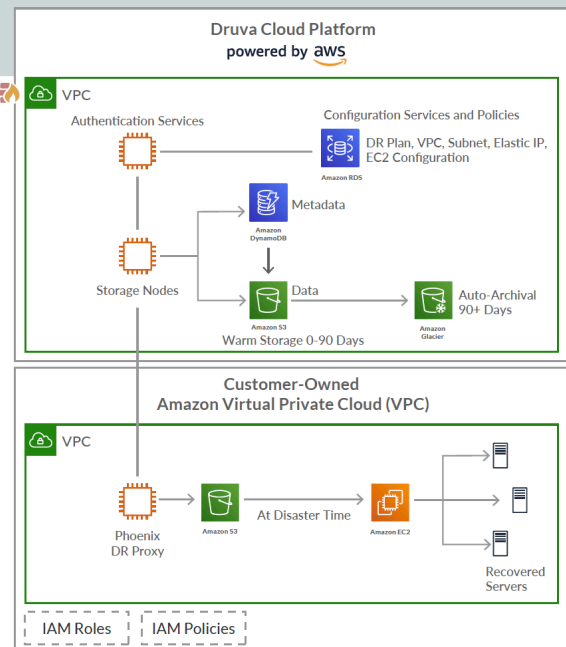 Druva Cloud Platform
powered by aws
VPC
Authentication Services
Configuration Services and Policies
DR Plan, VPC, Subnet, Elastic IP,
EC2 Configuration
Amazon RDS
Metadata
Amazon
DynamoDB
Storage Nodes
Data
Amazon S3
Warm Storage 0-90 Days
Auto-Archival
90+ Days
Amazon
Glacier
Customer-Owned
Amazon Virtual Private Cloud (VPC)
VPC
Phoenix
DR Proxy
Amazon S3
At Disaster Time
Amazon EC2
Recovered
Servers
IAM Roles
IAM Policies